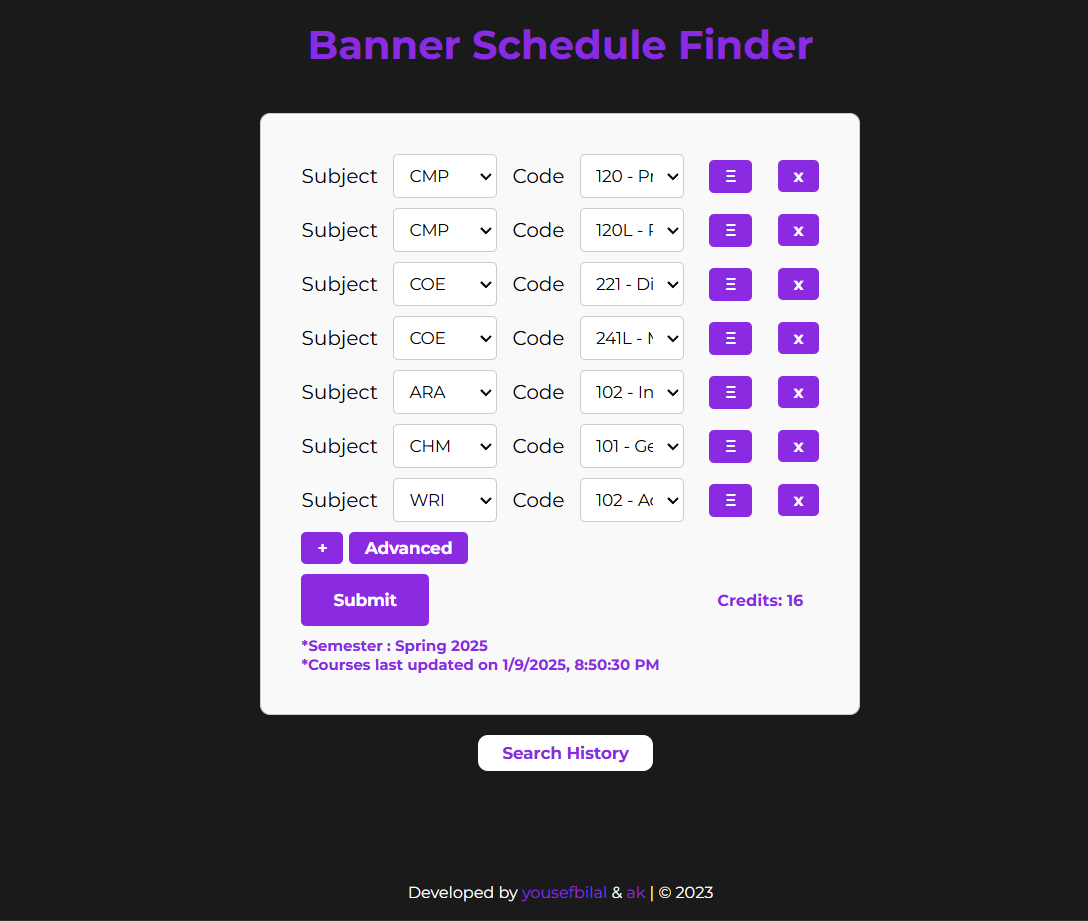 Banner Schedule Finder
Subject CMP Code 120 - Pr Ξ x
Subject CMP Code 120L - P Ξ x
Subject COE Code 221 - Di Ξ x
Subject COE Code 241L - M Ξ x
Subject ARA Code 102 - In Ξ x
Subject CHM Code 101 - Ge Ξ x
Subject WRI Code 102 - Ac Ξ x
+ Advanced
Submit Credits: 16
*Semester : Spring 2025
*Courses last updated on 1/9/2025, 8:50:30 PM
Search History
Developed by yousefbilal & ak | © 2023